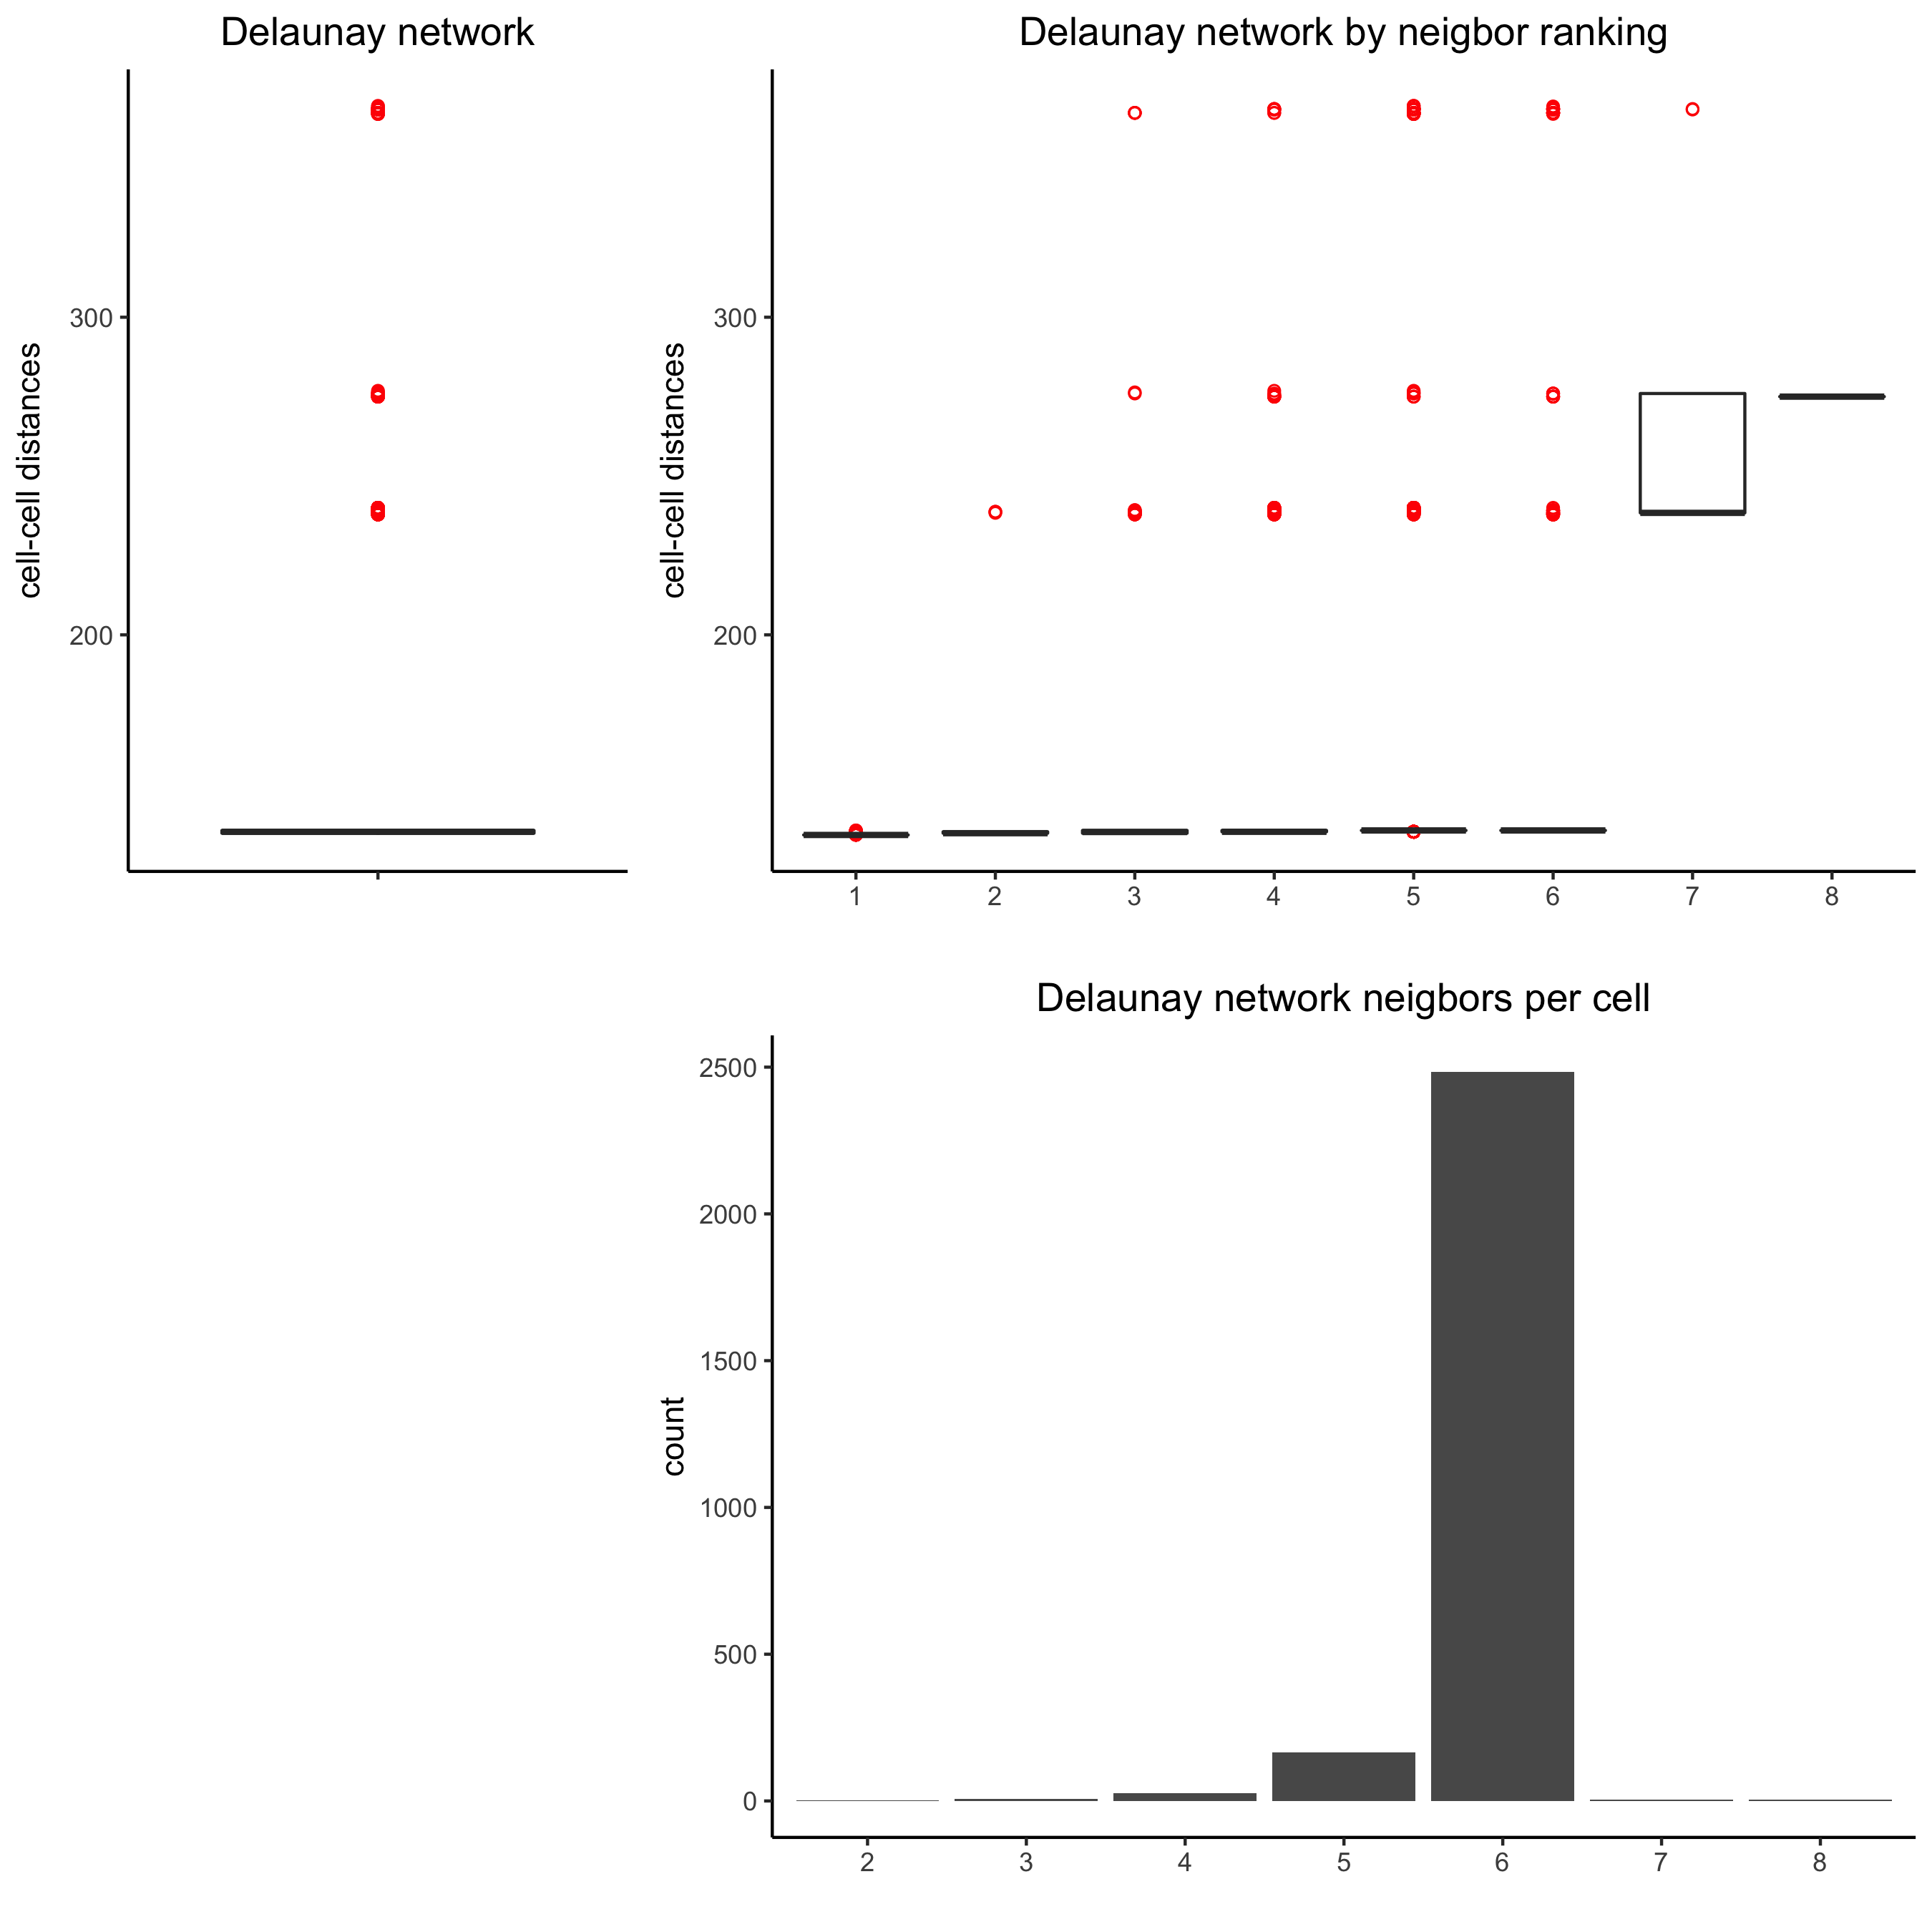 Delaunay network
cell-cell distances
300
200
Delaunay network by neigbor ranking
cell-cell distances
300
200
1 2 3 4 5 6 7 8
Delaunay network neigbors per cell
count
2500
2000
1500
1000
500
0
2 3 4 5 6 7 8